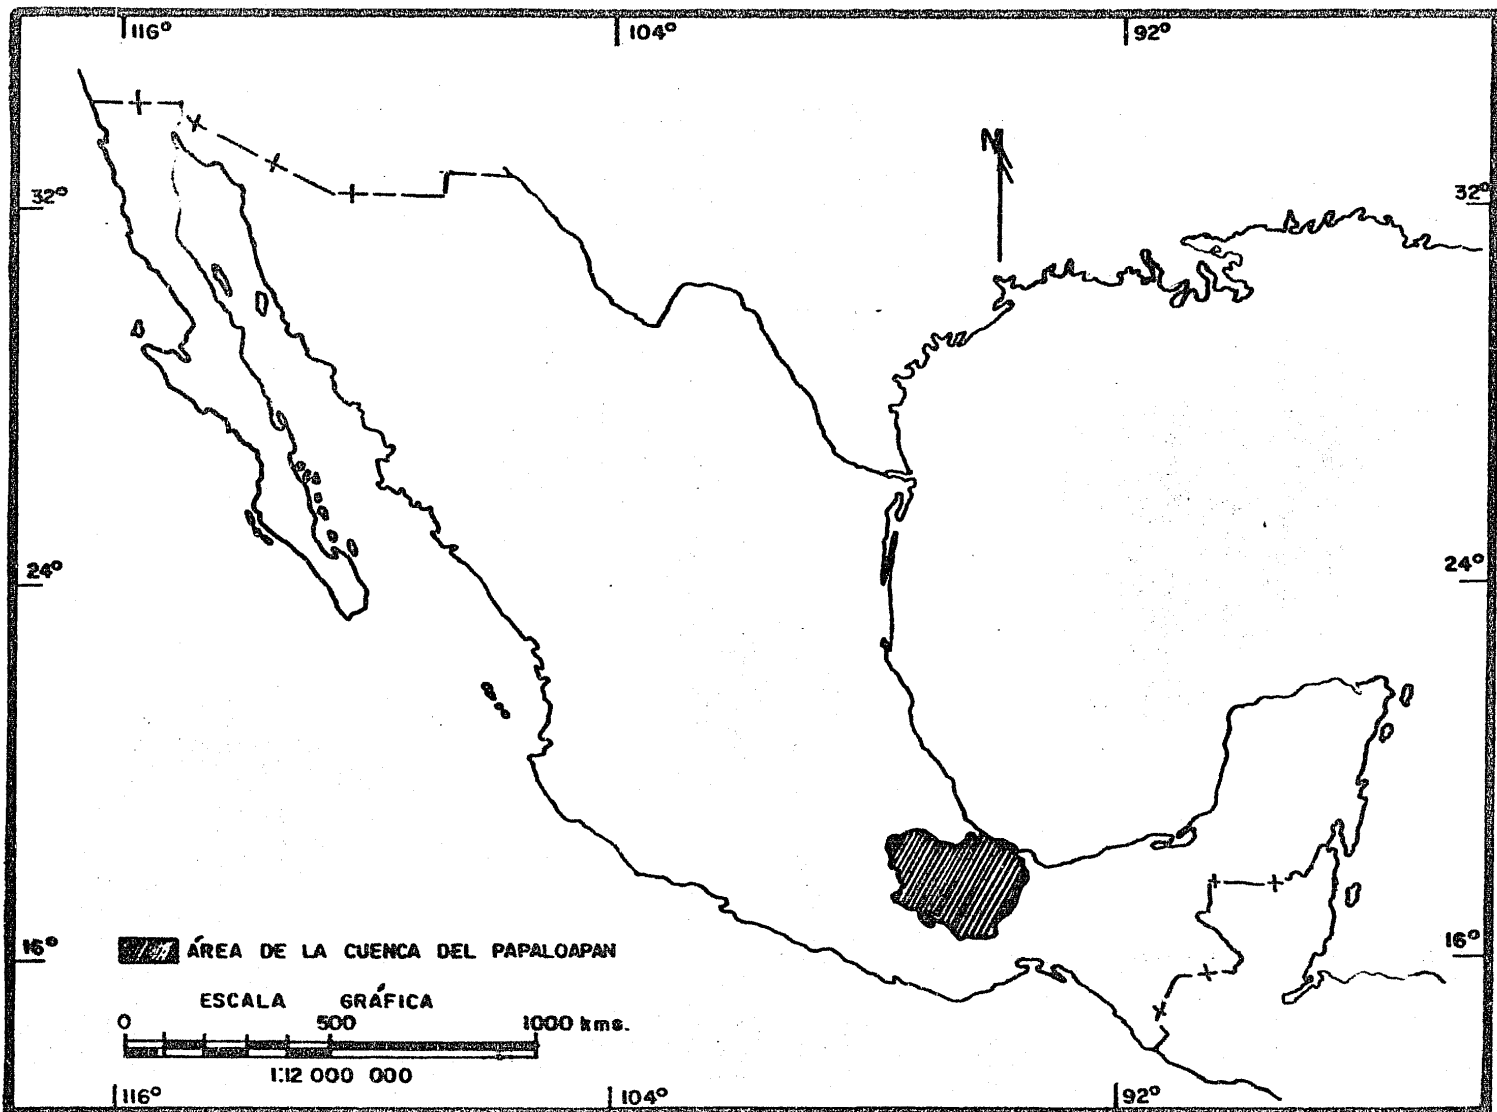 116° 104° 92°
N
32° 32°
24° 24°
16° 16°
ÁREA DE LA CUENCA DEL PAPALOAPAN
ESCALA GRÁFICA
0 500 1000 kms.
1:12 000 000
116° 104° 92°